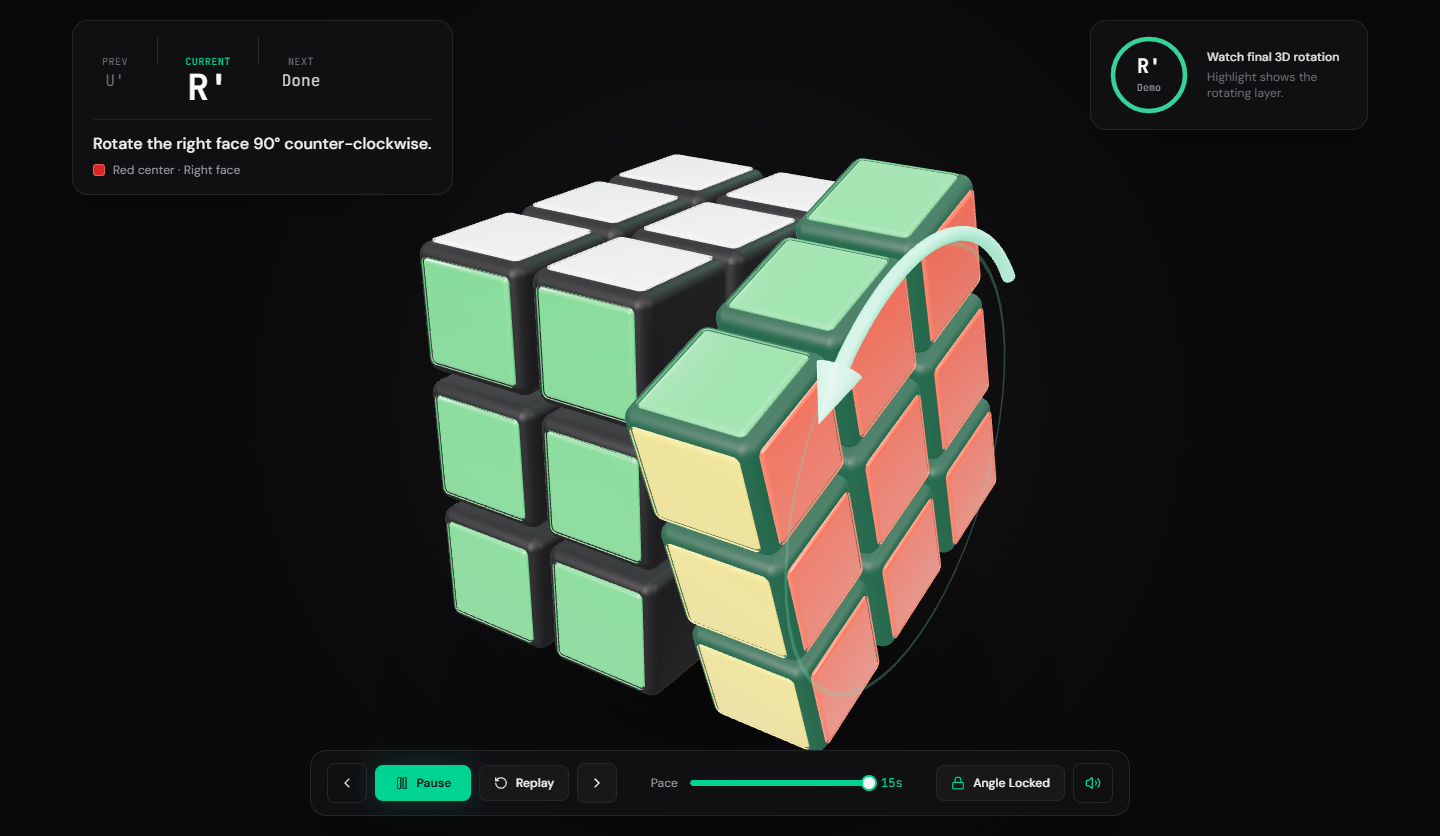 PREV
U'
CURRENT
R'
NEXT
Done
Rotate the right face 90° counter-clockwise.
Red center · Right face
R'
Demo
Watch final 3D rotation
Highlight shows the
rotating layer.
Pause
Replay
Pace
15s
Angle Locked